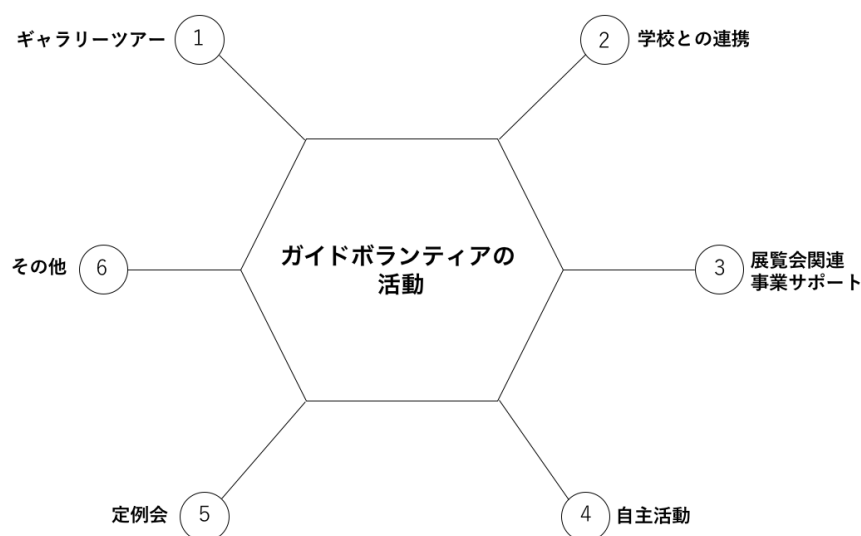 ギャラリーツアー
1
2
学校との連携
その他
6
ガイドボランティアの
活動
3
展覧会関連
事業サポート
定例会
5
4
自主活動